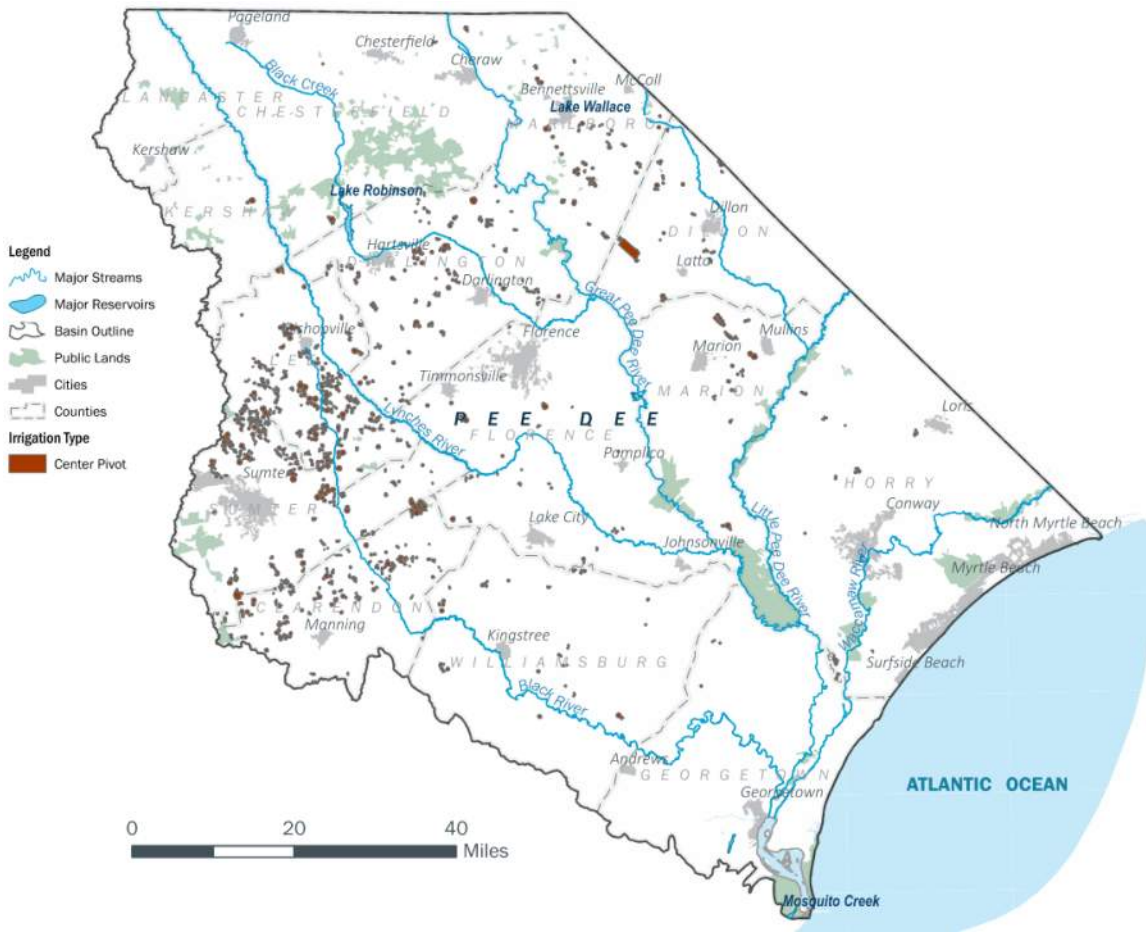 Pageland
Chesterfield
Cheraw
Black Creek
Bennettsville
McColl
Lake Wallace
LANCASTER
CHESTERFIELD
MARLBORO
Kershaw
Lake Robinson
KERSHAW
Dillon
DILLON
Hartsville
DARLINGTON
Latta
Darlington
Great Pee Dee River
Legend
Major Streams
Major Reservoirs
Basin Outline
Public Lands
Cities
Counties
Irrigation Type
Center Pivot
Bishopville
LEE
Florence
Mullins
Marion
Timmonsville
MARION
Lynches River
PEE DEE
FLORENCE
Loris
Pamplico
Sumter
SUMTER
HORRY
Conway
Lake City
Johnsonville
Little Pee Dee River
North Myrtle Beach
Myrtle Beach
Waccamaw River
CLARENDON
Manning
Kingstree
WILLIAMSBURG
Surfside Beach
Black River
Andrews
GEORGETOWN
Georgetown
ATLANTIC OCEAN
0 20 40
Miles
Mosquito Creek